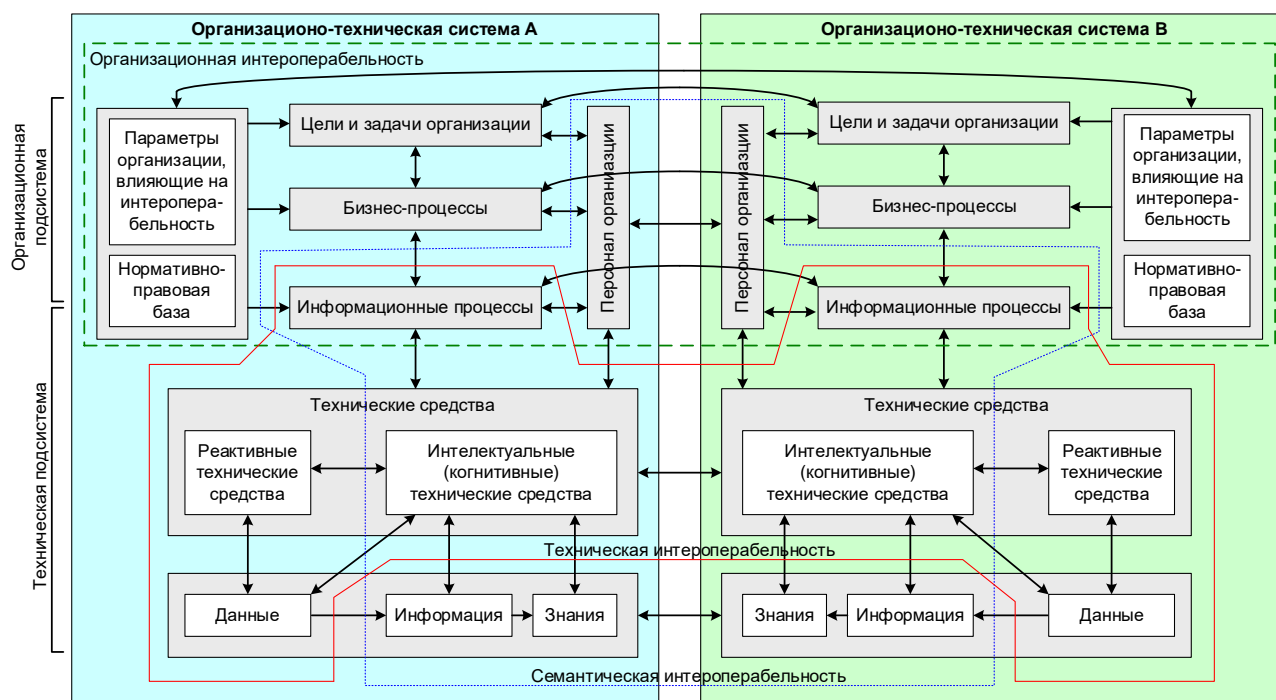 Организационо-техническая система A
Организационо-техническая система B
Организационная интероперабельность
Организационная подсистема
Техническая подсистема
Параметры
организации,
влияющие на
интеропера-
бельность
Нормативно-
правовая
база
Цели и задачи организации
Бизнес-процессы
Информационные процессы
Персонал органиазции
Персонал органиазции
Цели и задачи организации
Бизнес-процессы
Информационные процессы
Параметры
организации,
влияющие на
интеропера-
бельность
Нормативно-
правовая
база
Технические средства
Реактивные
технические
средства
Интелектуальные
(когнитивные)
технические средства
Технические средства
Интелектуальные
(когнитивные)
технические средства
Реактивные
технические
средства
Техническая интероперабельность
Данные
Информация
Знания
Знания
Информация
Данные
Семантическая интероперабельность